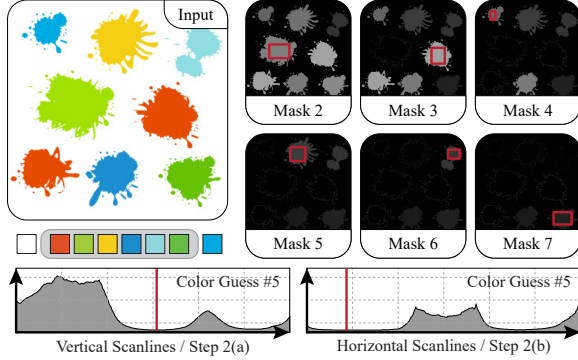 Input
Mask 2
Mask 3
Mask 4
Mask 5
Mask 6
Mask 7
Color Guess #5
Color Guess #5
Vertical Scanlines / Step 2(a)
Horizontal Scanlines / Step 2(b)